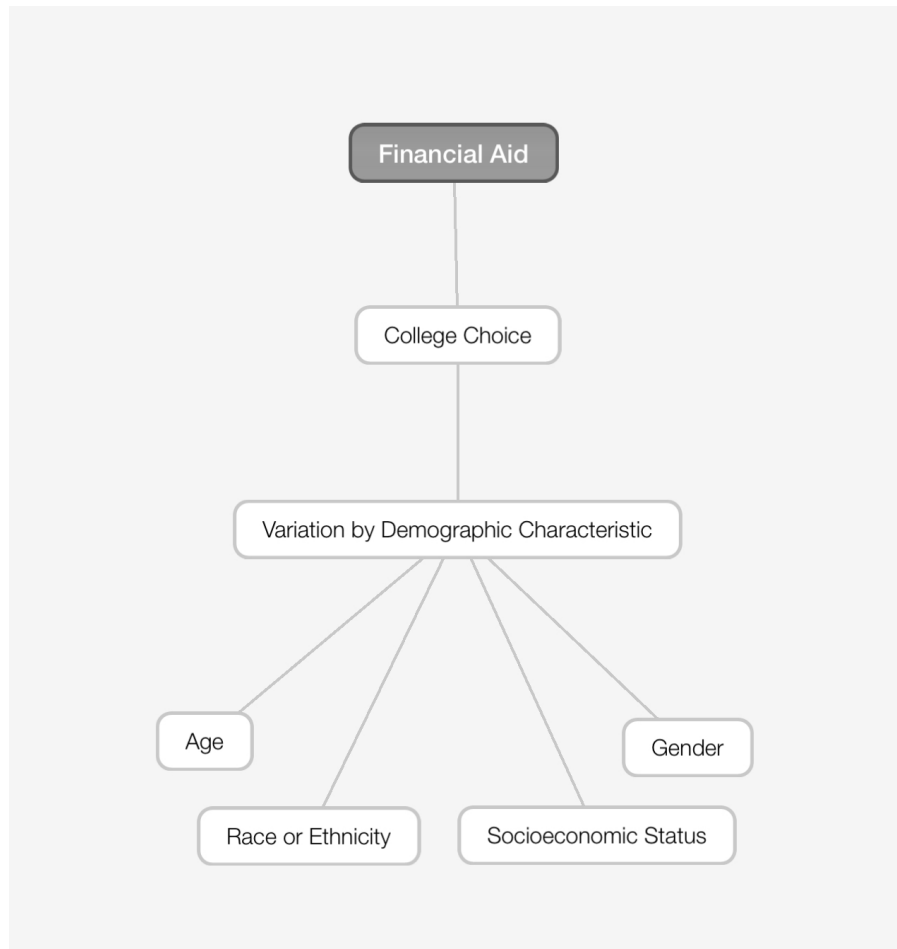 Financial Aid
College Choice
Variation by Demographic Characteristic
Age
Gender
Race or Ethnicity
Socioeconomic Status